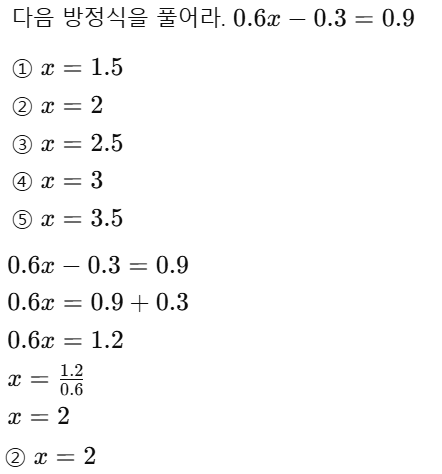 다음 방정식을 풀어라. 0.6x − 0.3 = 0.9
① x = 1.5
② x = 2
③ x = 2.5
④ x = 3
⑤ x = 3.5
0.6x − 0.3 = 0.9
0.6x = 0.9 + 0.3
0.6x = 1.2
x = \frac{1.2}{0.6}
x = 2
② x = 2